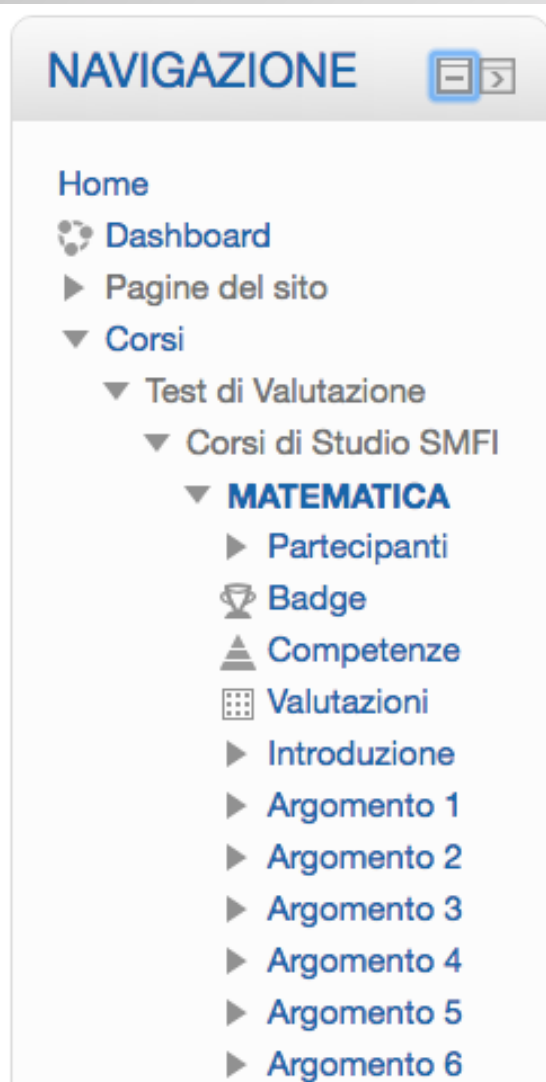 NAVIGAZIONE
Home
Dashboard
Pagine del sito
Corsi
Test di Valutazione
Corsi di Studio SMFI
MATEMATICA
Partecipanti
Badge
Competenze
Valutazioni
Introduzione
Argomento 1
Argomento 2
Argomento 3
Argomento 4
Argomento 5
Argomento 6